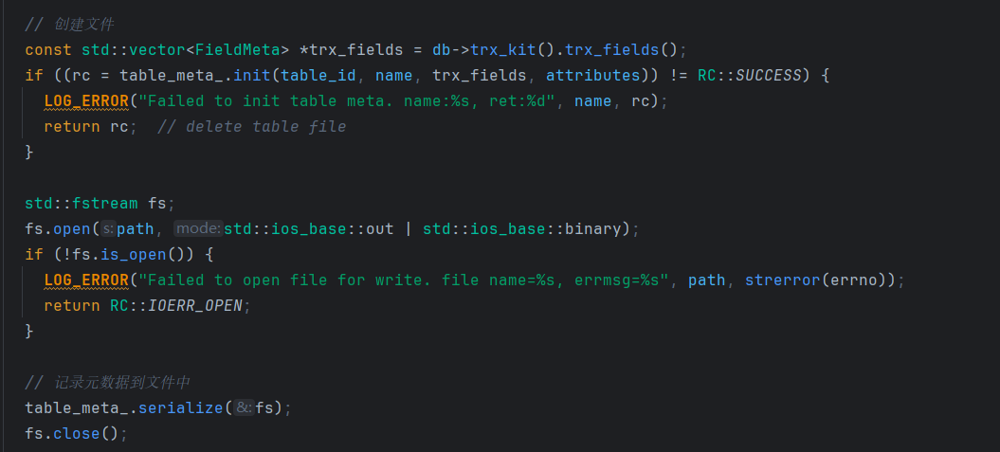 // 创建文件
const std::vector<FieldMeta> *trx_fields = db->trx_kit().trx_fields();
if ((rc = table_meta_.init(table_id, name, trx_fields, attributes)) != RC::SUCCESS) {
  LOG_ERROR("Failed to init table meta. name:%s, ret:%d", name, rc);
  return rc;  // delete table file
}
std::fstream fs;
fs.open(s: path, mode: std::ios_base::out | std::ios_base::binary);
if (!fs.is_open()) {
  LOG_ERROR("Failed to open file for write. file name=%s, errmsg=%s", path, strerror(errno));
  return RC::IOERR_OPEN;
}
// 记录元数据到文件中
table_meta_.serialize(&: fs);
fs.close();